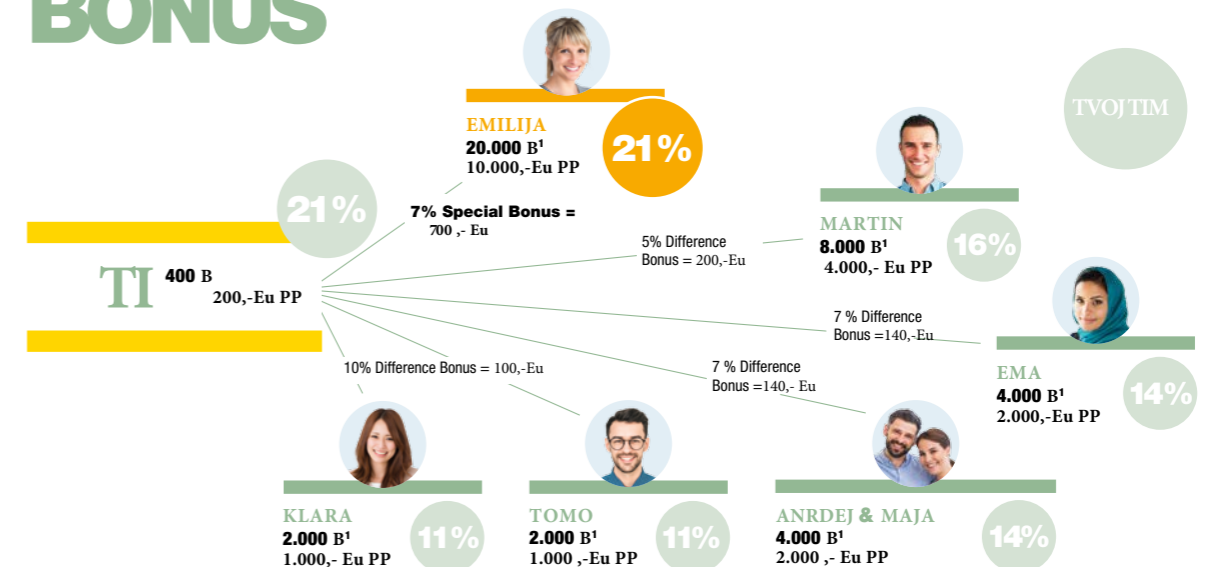 BONUS
EMILIJA
20.000 B¹
10.000,-Eu PP
21%
TVOJ TIM
21%
7% Special Bonus =
700 ,- Eu
TI
400 B
200,-Eu PP
5% Difference
Bonus = 200,-Eu
MARTIN
8.000 B¹
4.000,- Eu PP
16%
7 % Difference
Bonus =140,-Eu
EMA
4.000 B¹
2.000,-Eu PP
14%
10% Difference Bonus = 100,-Eu
7 % Difference
Bonus =140,- Eu
KLARA
2.000 B¹
1.000,- Eu PP
11%
TOMO
2.000 B¹
1.000 ,-Eu PP
11%
ANRDEJ & MAJA
4.000 B¹
2.000 ,- Eu PP
14%